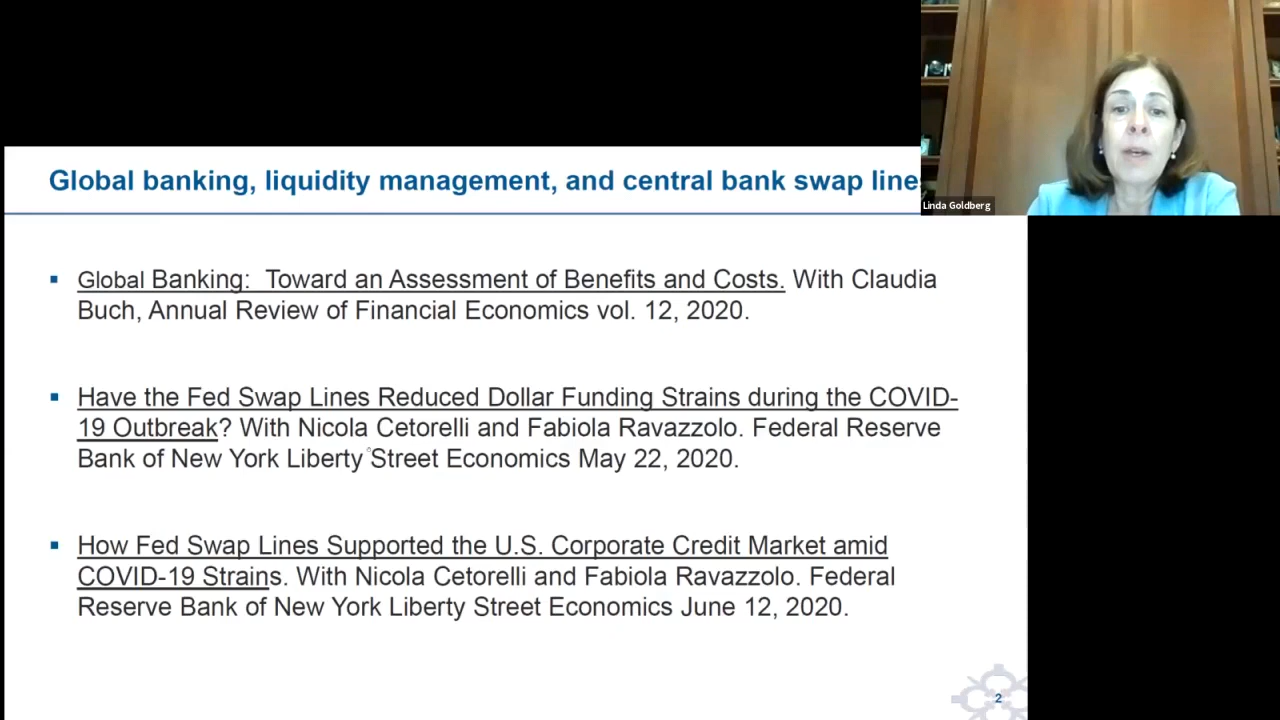 Global banking, liquidity management, and central bank swap line
Linda Goldberg
▪ Global Banking: Toward an Assessment of Benefits and Costs. With Claudia
Buch, Annual Review of Financial Economics vol. 12, 2020.
▪ Have the Fed Swap Lines Reduced Dollar Funding Strains during the COVID-
19 Outbreak? With Nicola Cetorelli and Fabiola Ravazzolo. Federal Reserve
Bank of New York Liberty Street Economics May 22, 2020.
▪ How Fed Swap Lines Supported the U.S. Corporate Credit Market amid
COVID-19 Strains. With Nicola Cetorelli and Fabiola Ravazzolo. Federal
Reserve Bank of New York Liberty Street Economics June 12, 2020.
2